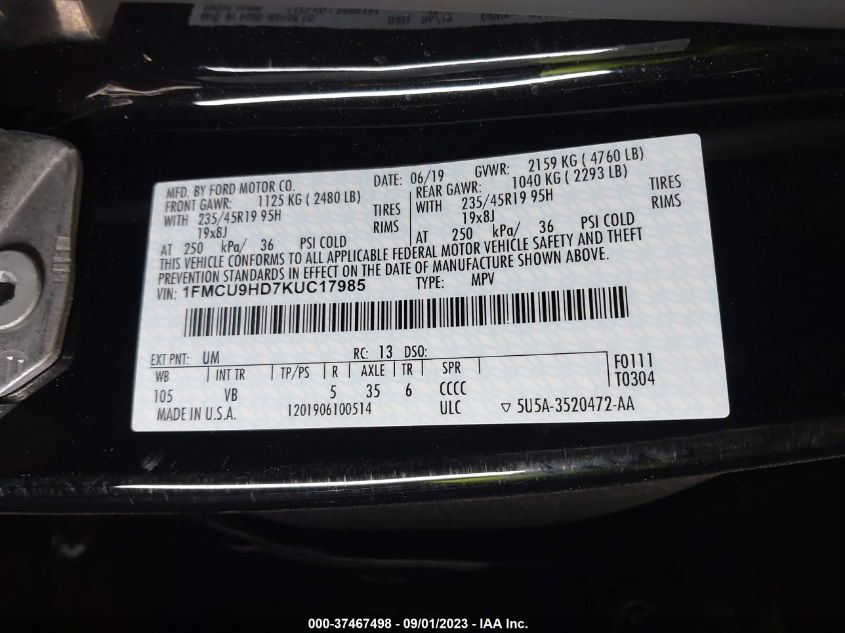 MFD. BY FORD MOTOR CO.
DATE: 06/19 GVWR: 2159 KG ( 4760 LB)
FRONT GAWR: 1125 KG ( 2480 LB)
REAR GAWR: 1040 KG ( 2293 LB)
WITH 235/45R19 95H TIRES
WITH 235/45R19 95H TIRES
19x8J RIMS
19x8J RIMS
AT 250 kPa/ 36 PSI COLD
AT 250 kPa/ 36 PSI COLD
THIS VEHICLE CONFORMS TO ALL APPLICABLE FEDERAL MOTOR VEHICLE SAFETY AND THEFT
PREVENTION STANDARDS IN EFFECT ON THE DATE OF MANUFACTURE SHOWN ABOVE.
VIN: 1FMCU9HD7KUC17985 TYPE: MPV
EXT PNT: UM RC: 13 DSO:
WB INT TR TP/PS R AXLE TR SPR F0111
105 VB 5 35 6 CCCC T0304
MADE IN U.S.A. 1201906100514 ULC ▽ 5U5A-3520472-AA
000-37467498 - 09/01/2023 - IAA Inc.